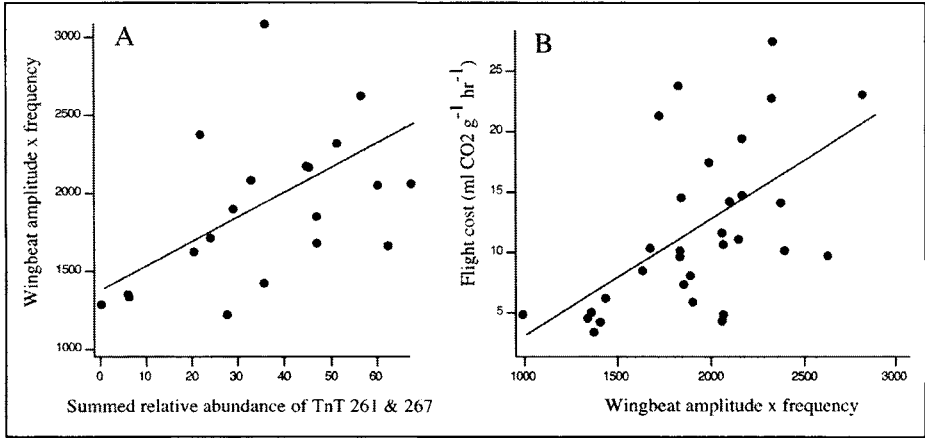 A
Wingbeat amplitude x frequency
3000
2500
2000
1500
1000
0 10 20 30 40 50 60
Summed relative abundance of TnT 261 & 267
B
Flight cost (ml CO2 g⁻¹ hr⁻¹)
25
20
15
10
5
1000 1500 2000 2500 3000
Wingbeat amplitude x frequency